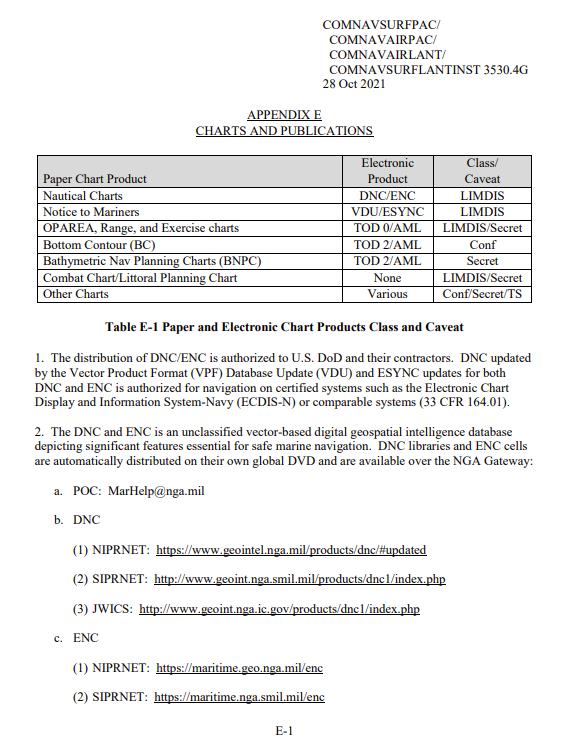 COMNAVSURFPAC/
COMNAVAIRPAC/
COMNAVAIRLANT/
COMNAVSURFLANTINST 3530.4G
28 Oct 2021
APPENDIX E
CHARTS AND PUBLICATIONS
Paper Chart Product Electronic Product Class/ Caveat
Nautical Charts DNC/ENC LIMDIS
Notice to Mariners VDU/ESYNC LIMDIS
OPAREA, Range, and Exercise charts TOD 0/AML LIMDIS/Secret
Bottom Contour (BC) TOD 2/AML Conf
Bathymetric Nav Planning Charts (BNPC) TOD 2/AML Secret
Combat Chart/Littoral Planning Chart None LIMDIS/Secret
Other Charts Various Conf/Secret/TS
Table E-1 Paper and Electronic Chart Products Class and Caveat
1. The distribution of DNC/ENC is authorized to U.S. DoD and their contractors. DNC updated
by the Vector Product Format (VPF) Database Update (VDU) and ESYNC updates for both
DNC and ENC is authorized for navigation on certified systems such as the Electronic Chart
Display and Information System-Navy (ECDIS-N) or comparable systems (33 CFR 164.01).
2. The DNC and ENC is an unclassified vector-based digital geospatial intelligence database
depicting significant features essential for safe marine navigation. DNC libraries and ENC cells
are automatically distributed on their own global DVD and are available over the NGA Gateway:
a. POC: MarHelp@nga.mil
b. DNC
(1) NIPRNET: https://www.geointel.nga.mil/products/dnc/#updated
(2) SIPRNET: http://www.geoint.nga.smil.mil/products/dnc1/index.php
(3) JWICS: http://www.geoint.nga.ic.gov/products/dnc1/index.php
c. ENC
(1) NIPRNET: https://maritime.geo.nga.mil/enc
(2) SIPRNET: https://maritime.nga.smil.mil/enc
E-1